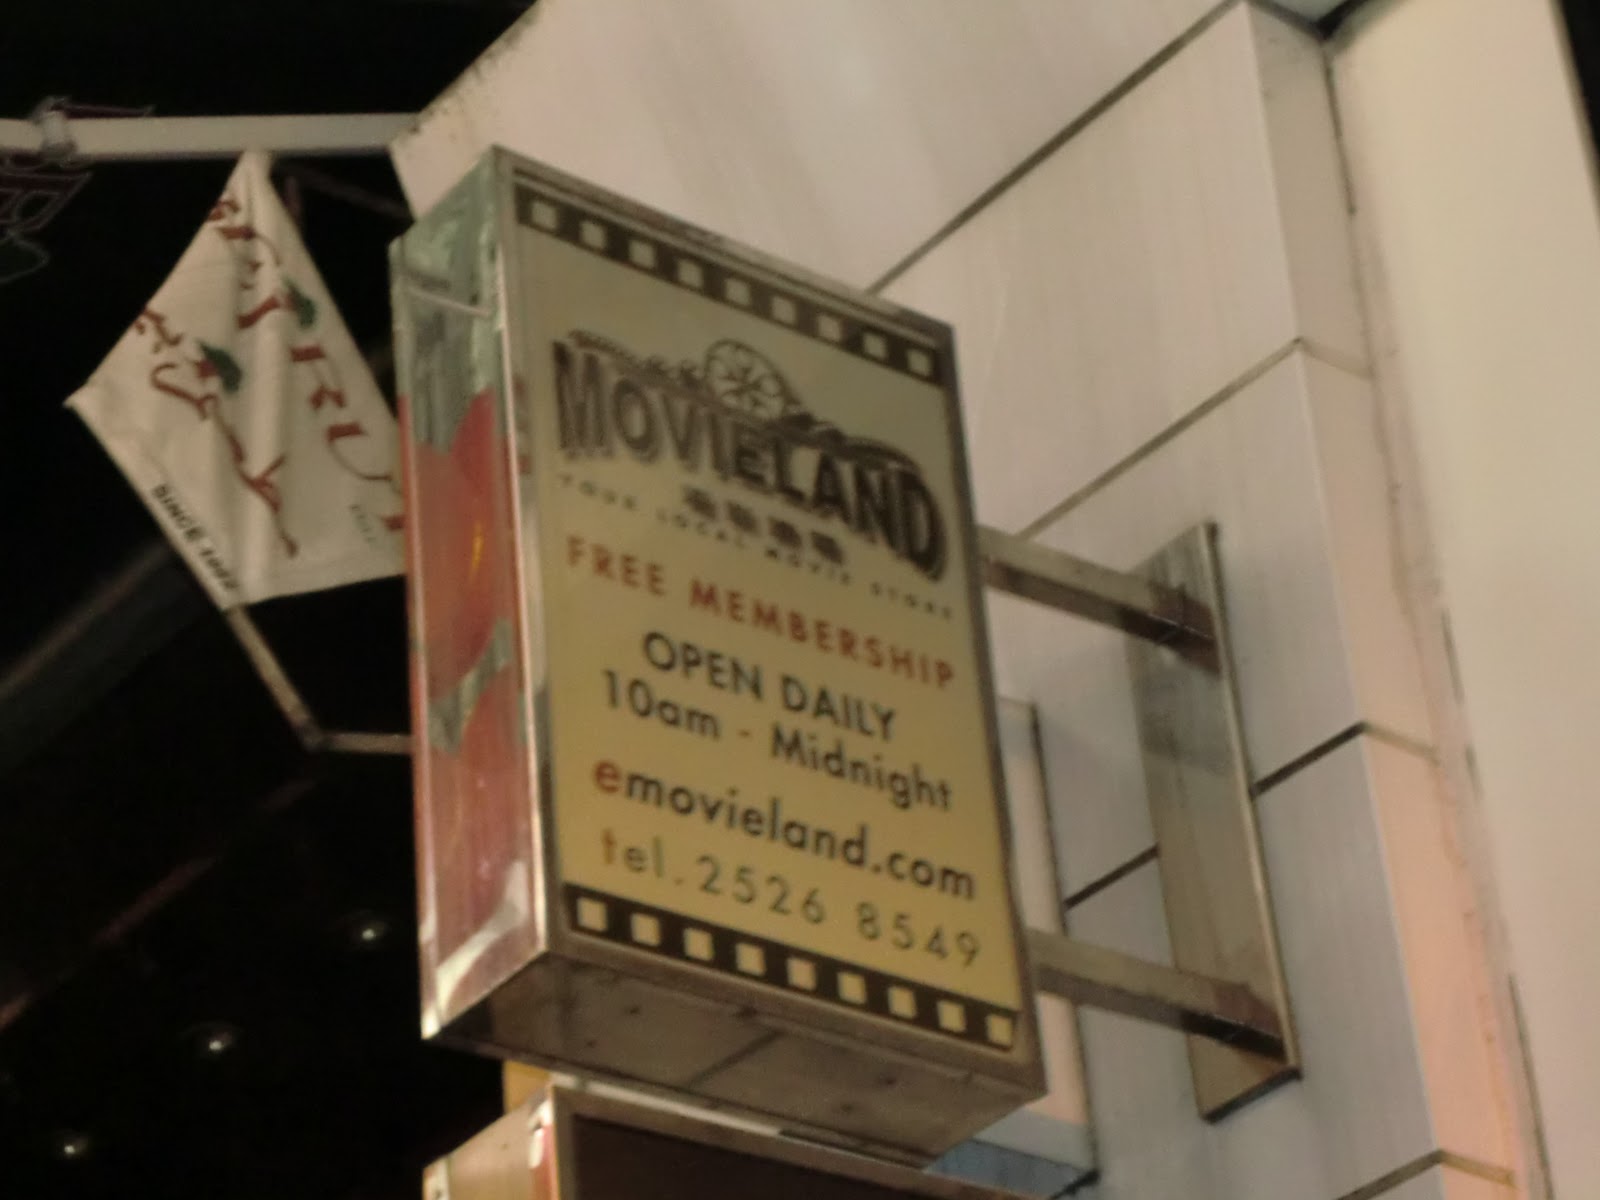 MOVIELAND
YOUR LOCAL MOVIE STORE
FREE MEMBERSHIP
OPEN DAILY
10am - Midnight
emovieland.com
tel. 2526 8549
SINCE